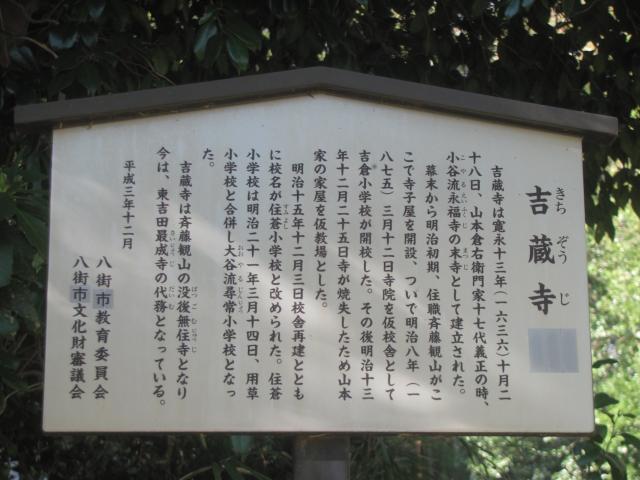 吉蔵寺
きちぞうじ
吉蔵寺は寛永十三年（一六三六）十月二
十八日、山本倉右衛門家十七代義正の時、
小谷流永福寺の末寺として建立された。
幕末から明治初期、住職斉藤観山がこ
こで寺子屋を開設、ついで明治八年（一
八七五）三月十二日寺院を仮校舎として
吉倉小学校が開校した。その後明治十三
年十二月二十五日寺が焼失したため山本
家の家屋を仮教場とした。
明治十五年十二月三日校舎再建ととも
に校名が住莟小学校と改められた。住莟
小学校は明治二十一年三月十四日、用草
小学校と合併し大谷流尋常小学校となっ
た。
吉蔵寺は斉藤観山の没後無住寺となり
今は、東吉田最成寺の代務となっている。
平成三年十二月
八街市教育委員会
八街市文化財審議会